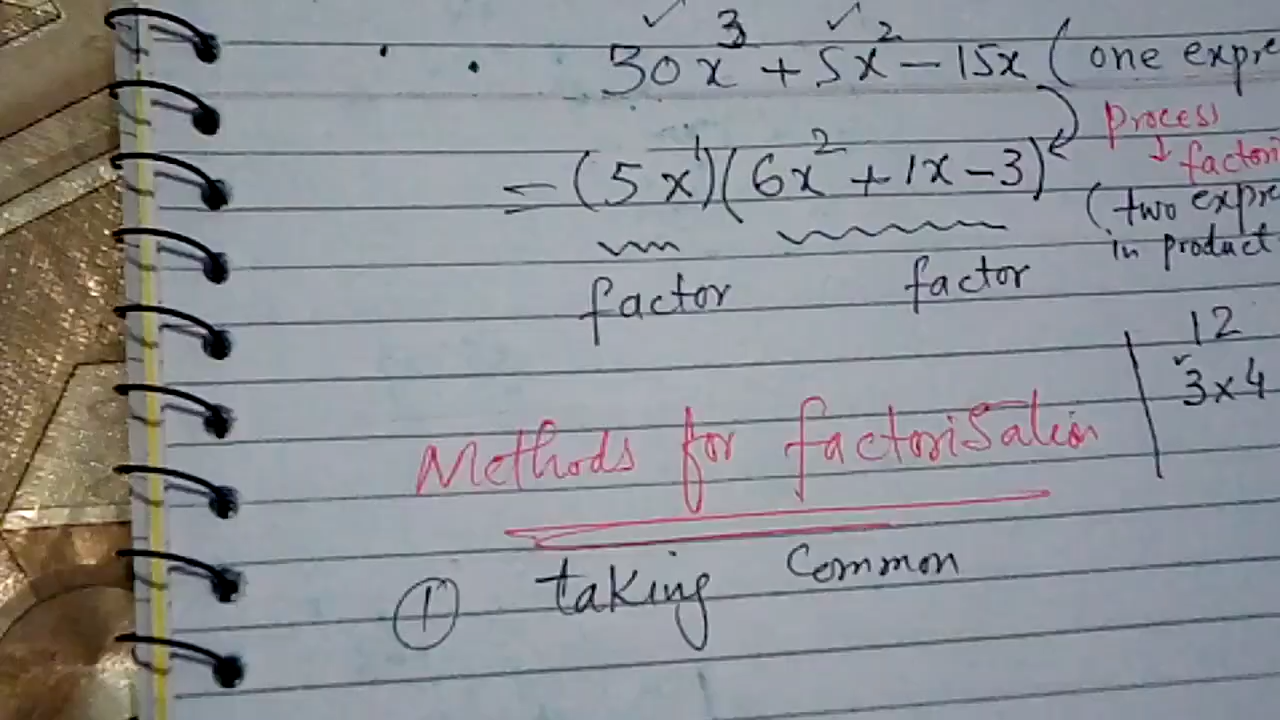 30x³ + 5x² - 15x (one expre
= (5x¹)(6x² + 1x - 3)
Process
↓ factori
(two expre
in product
factor factor
12
3x4
Methods for factorisation
① taking Common